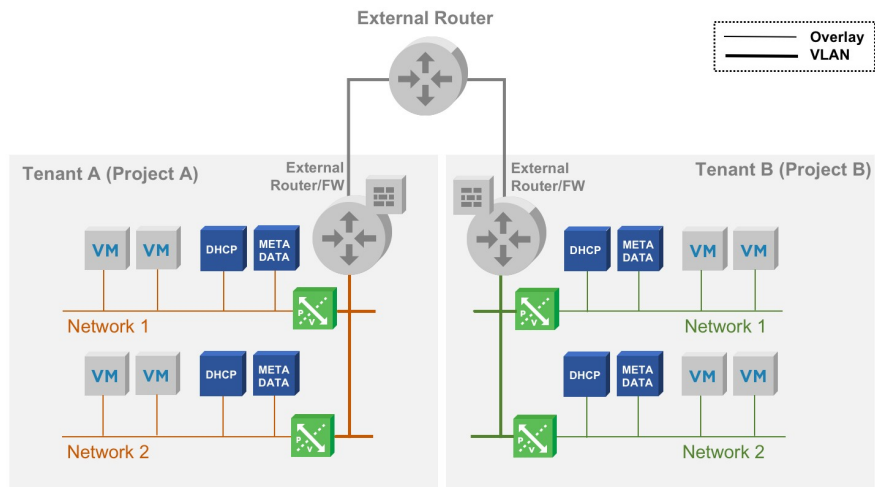 External Router
Overlay
VLAN
Tenant A (Project A)
External
Router/FW
External
Router/FW
Tenant B (Project B)
VM
VM
DHCP
META
DATA
DHCP
META
DATA
VM
VM
P
V
P
V
Network 1
Network 1
VM
VM
DHCP
META
DATA
DHCP
META
DATA
VM
VM
P
V
P
V
Network 2
Network 2